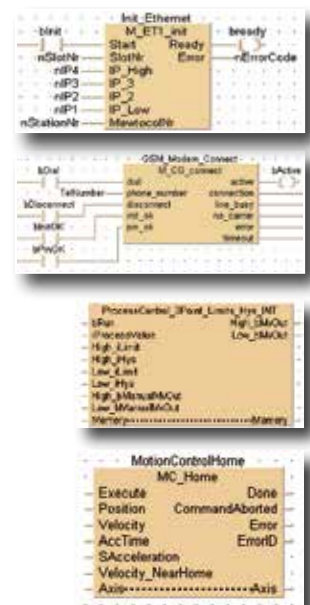 Init_Ethernet
bInit M_ET1_init bready
Start Ready
nSlotNr SlotNr Error nErrorCode
nIP4 IP_High
nIP3 IP_3
nIP2 IP_2
nIP1 IP_Low
nStationNr MewtocolNr
GSM_Modem_Connect
bDial M_CG_connect bActive
dial active
TelNumber phone_number connection
bDisconnect disconnect line_busy
init_ok no_carrier
pin_ok error
timeout
ProcessControl_3Point_Limits_Hys_INT
bRun High_bMvOut
iProcessValue Low_bMvOut
High_iLimit
High_iHys
Low_iLimit
Low_iHys
High_bManualMvOut
Low_bManualMvOut
Memory Memory
MotionControlHome
MC_Home
Execute Done
Position CommandAborted
Velocity Error
AccTime ErrorID
SAcceleration
Velocity_NearHome
Axis Axis